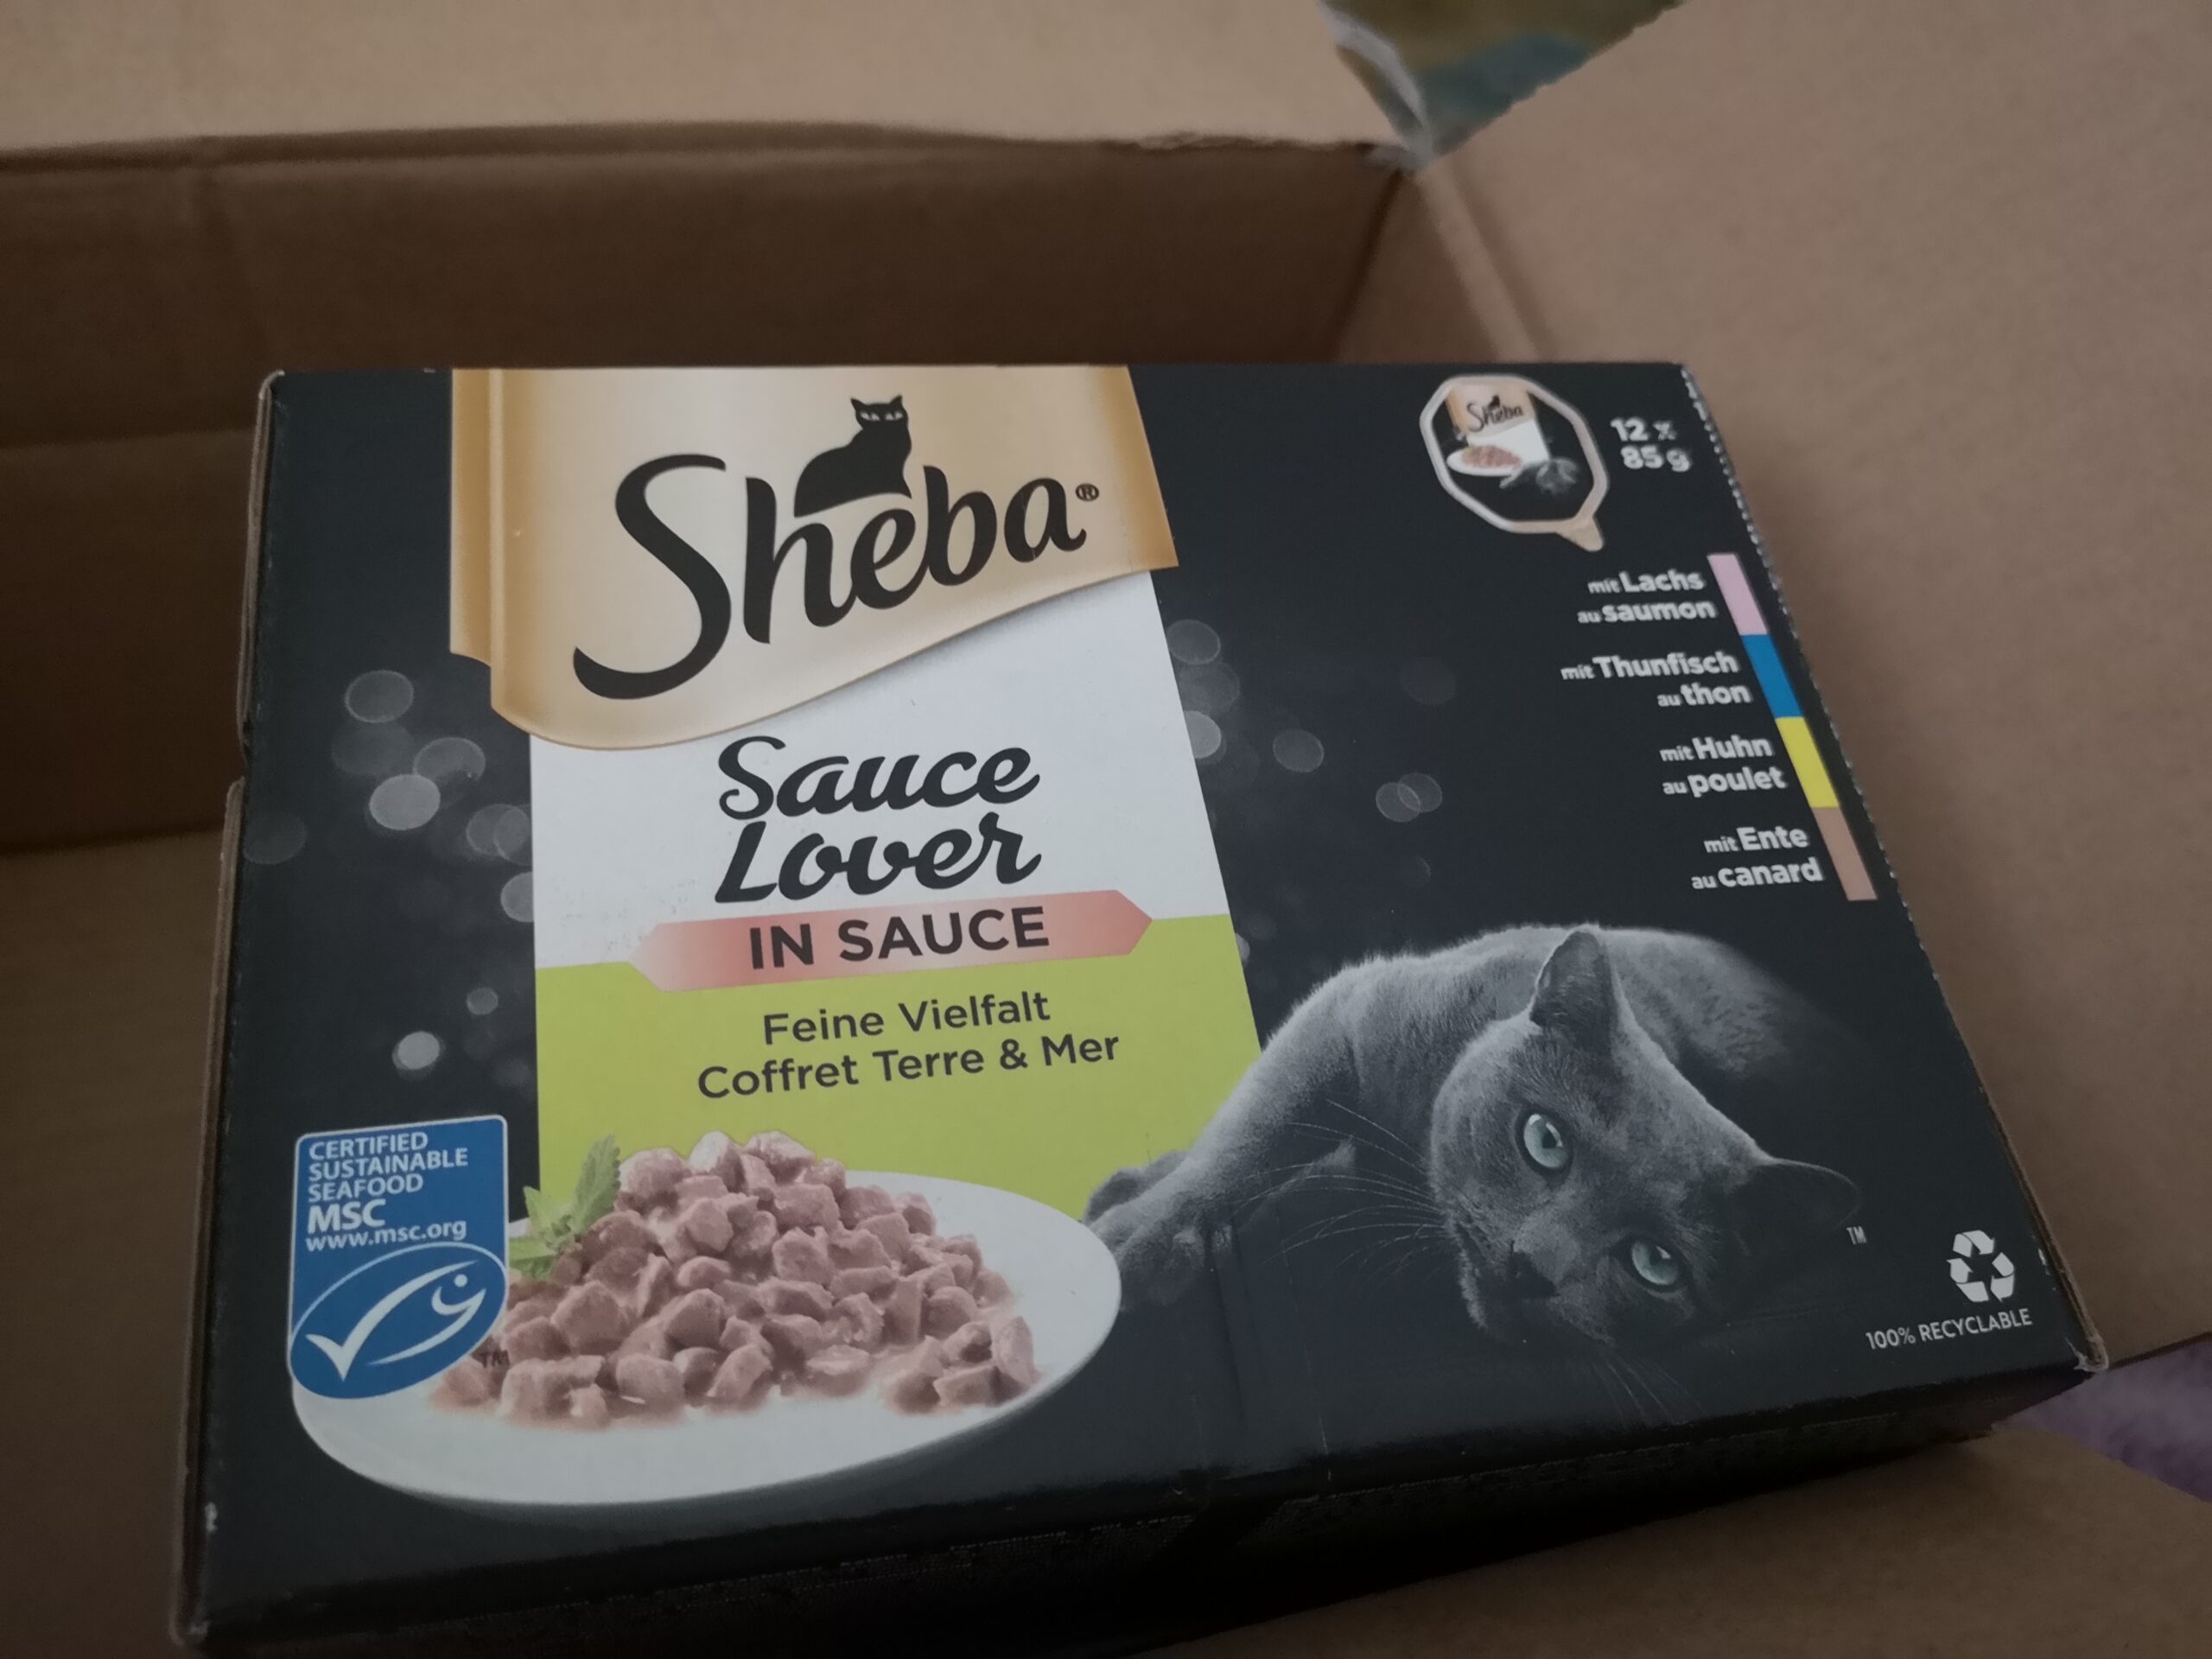 Sheba®
Sauce
Lover
IN SAUCE
Feine Vielfalt
Coffret Terre & Mer
Sheba
12 x
85 g
mit Lachs
au saumon
mit Thunfisch
au thon
mit Huhn
au poulet
mit Ente
au canard
CERTIFIED
SUSTAINABLE
SEAFOOD
MSC
www.msc.org
TM
TM
100% RECYCLABLE